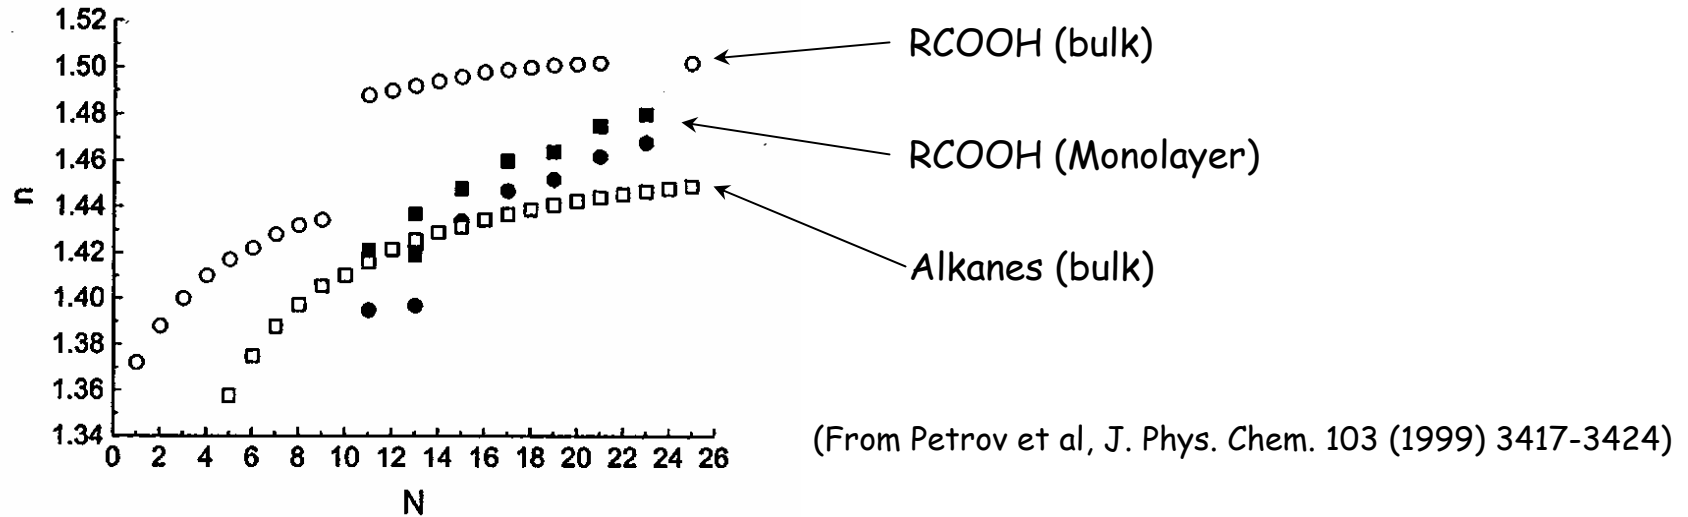 1.52
1.50
1.48
1.46
1.44
1.42
1.40
1.38
1.36
1.34
n
0 2 4 6 8 10 12 14 16 18 20 22 24 26
N
RCOOH (bulk)
RCOOH (Monolayer)
Alkanes (bulk)
(From Petrov et al, J. Phys. Chem. 103 (1999) 3417-3424)